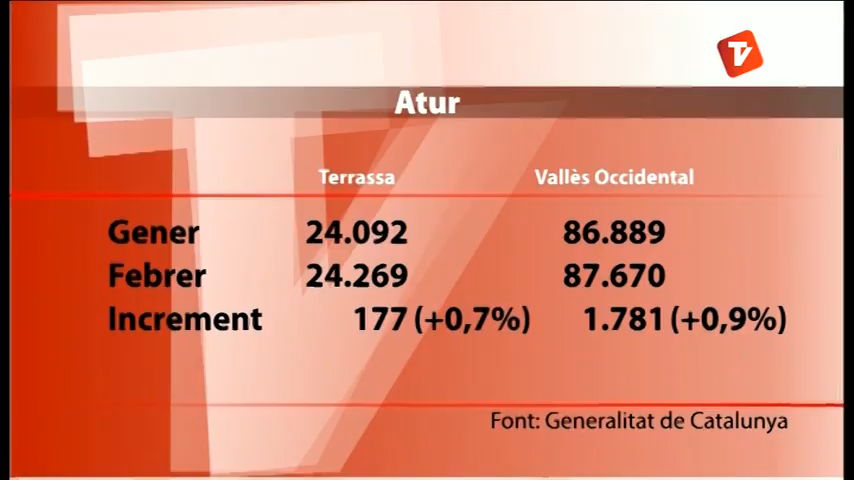 TV
Atur
Terrassa Vallès Occidental
Gener 24.092 86.889
Febrer 24.269 87.670
Increment 177 (+0,7%) 1.781 (+0,9%)
Font: Generalitat de Catalunya